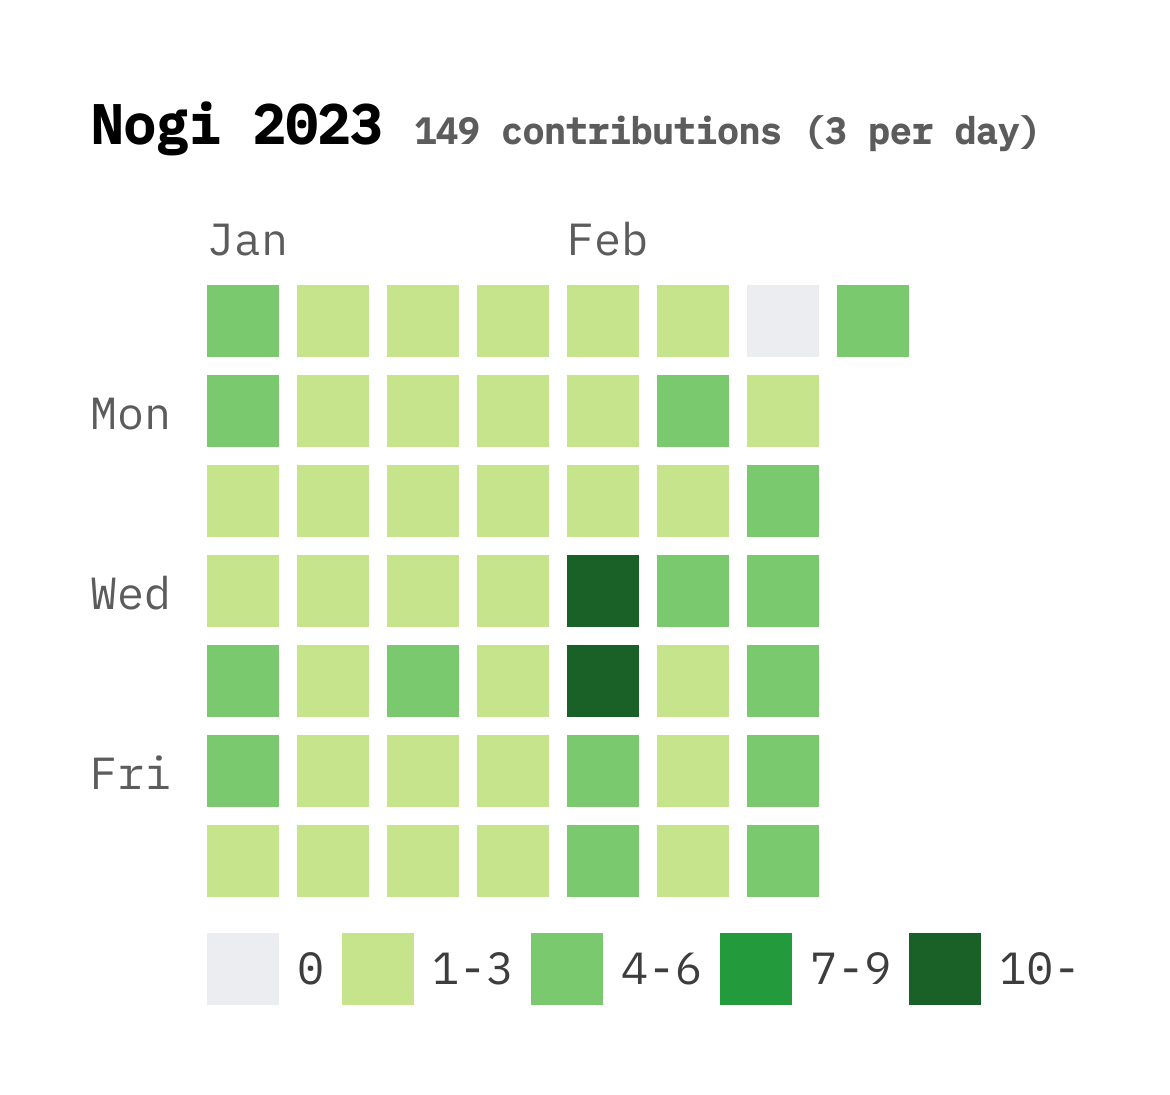 Nogi 2023 149 contributions (3 per day)
Jan Feb
Mon
Wed
Fri
0 1-3 4-6 7-9 10-